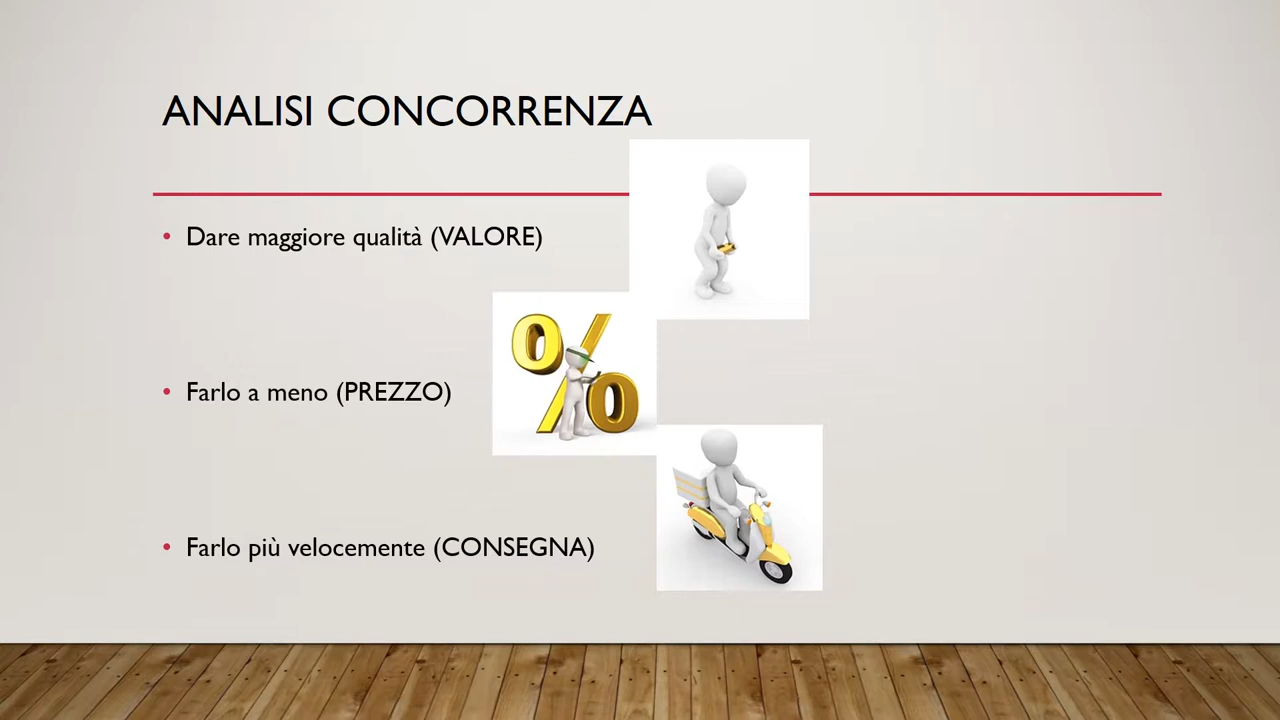 ANALISI CONCORRENZA
• Dare maggiore qualità (VALORE)
%
• Farlo a meno (PREZZO)
• Farlo più velocemente (CONSEGNA)